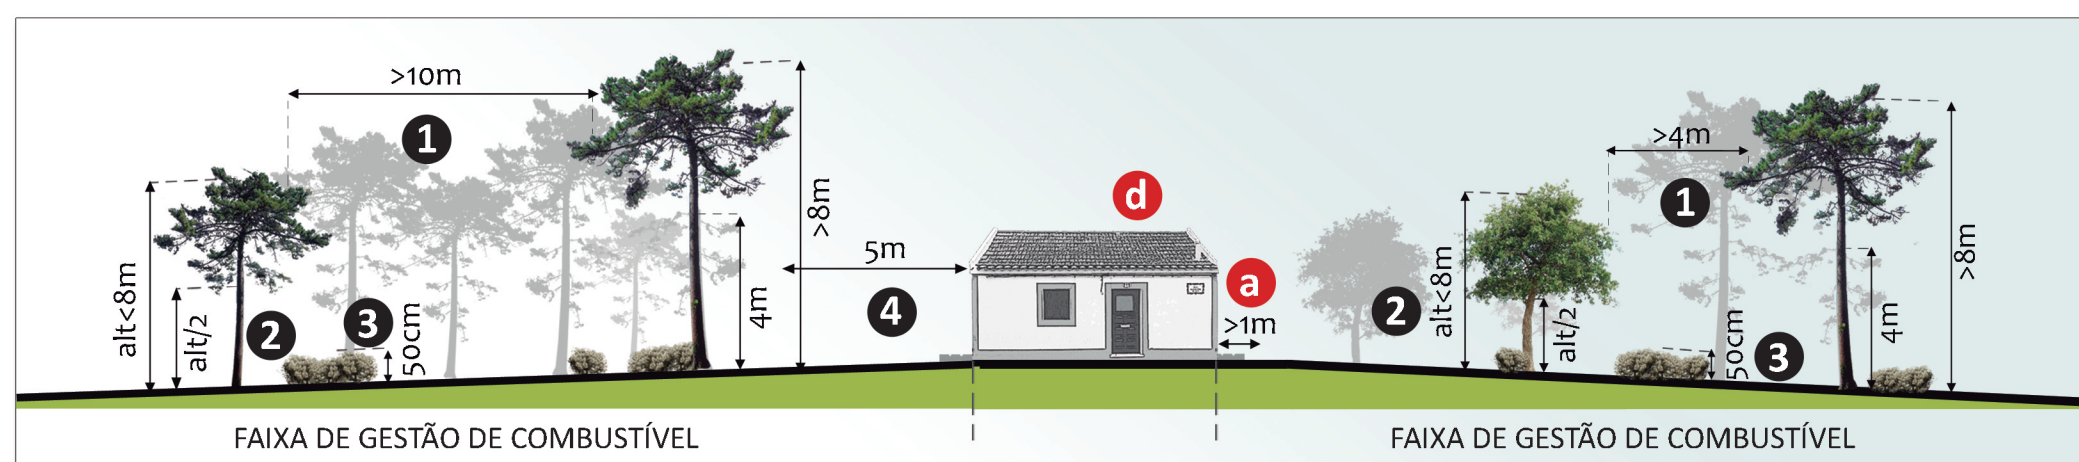 >10m
1
alt<8m
alt/2
2
3
50cm
4m
>8m
5m
4
d
a
>1m
2
alt<8m
alt/2
>4m
1
50cm
3
4m
>8m
FAIXA DE GESTÃO DE COMBUSTÍVEL
FAIXA DE GESTÃO DE COMBUSTÍVEL